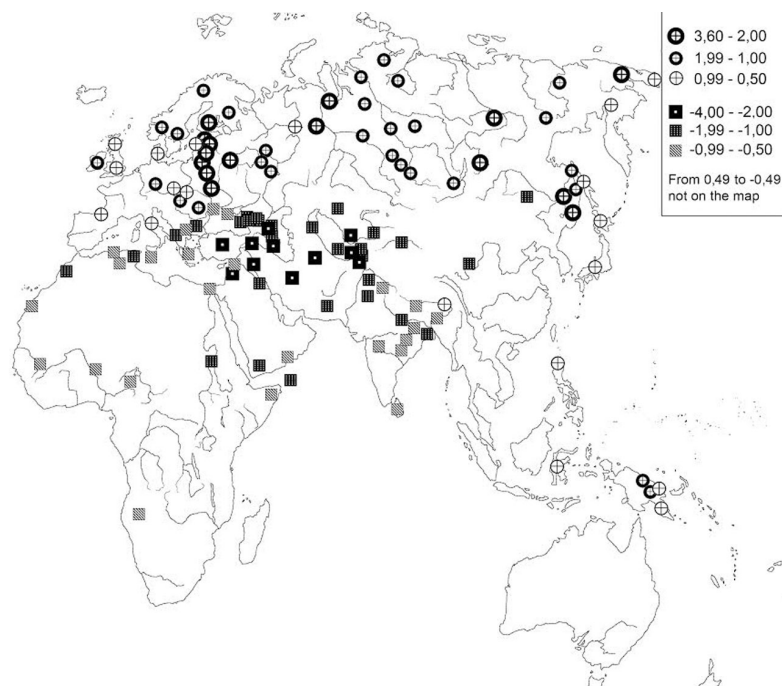 3,60 - 2,00
1,99 - 1,00
0,99 - 0,50
-4,00 - -2,00
-1,99 - -1,00
-0,99 - -0,50
From 0,49 to -0,49
not on the map